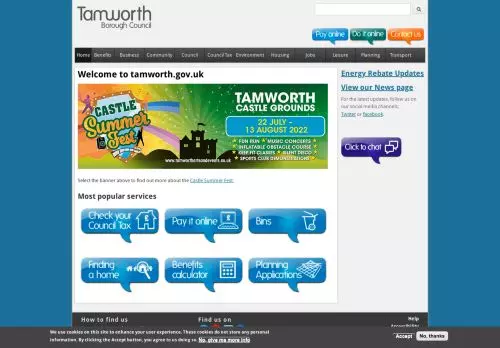 Tamworth
Borough Council
Pay online
Do it online
Contact us
Home Benefits Business Community Council Council Tax Environment Housing Jobs Leisure Planning Transport
Welcome to tamworth.gov.uk
CASTLE
Summer
Fest
TAMWORTH
CASTLE GROUNDS
22 JULY -
13 AUGUST 2022
FUN RUN ★ MUSIC CONCERTS
INFLATABLE OBSTACLE COURSE
KEEP FIT CLASSES ★ SILENT DISCO
SPORTS CLUB DEMONSTRATIONS
www.tamworthartsandevents.co.uk
Select the banner above to find out more about the Castle Summer Fest.
Energy Rebate Updates
View our News page
For the latest updates, follow us on
our social media channels;
Twitter or Facebook.
Click to chat
Most popular services
Check your
Council Tax
Pay it online
Bins
Finding
a home
Benefits
calculator
Planning
Applications
How to find us
Find us on
Help
Accessibility
We use cookies on this site to enhance your user experience. These cookies do not store any personal
information. By clicking the Accept button, you agree to us doing so. No, give me more info
Accept
No, thanks